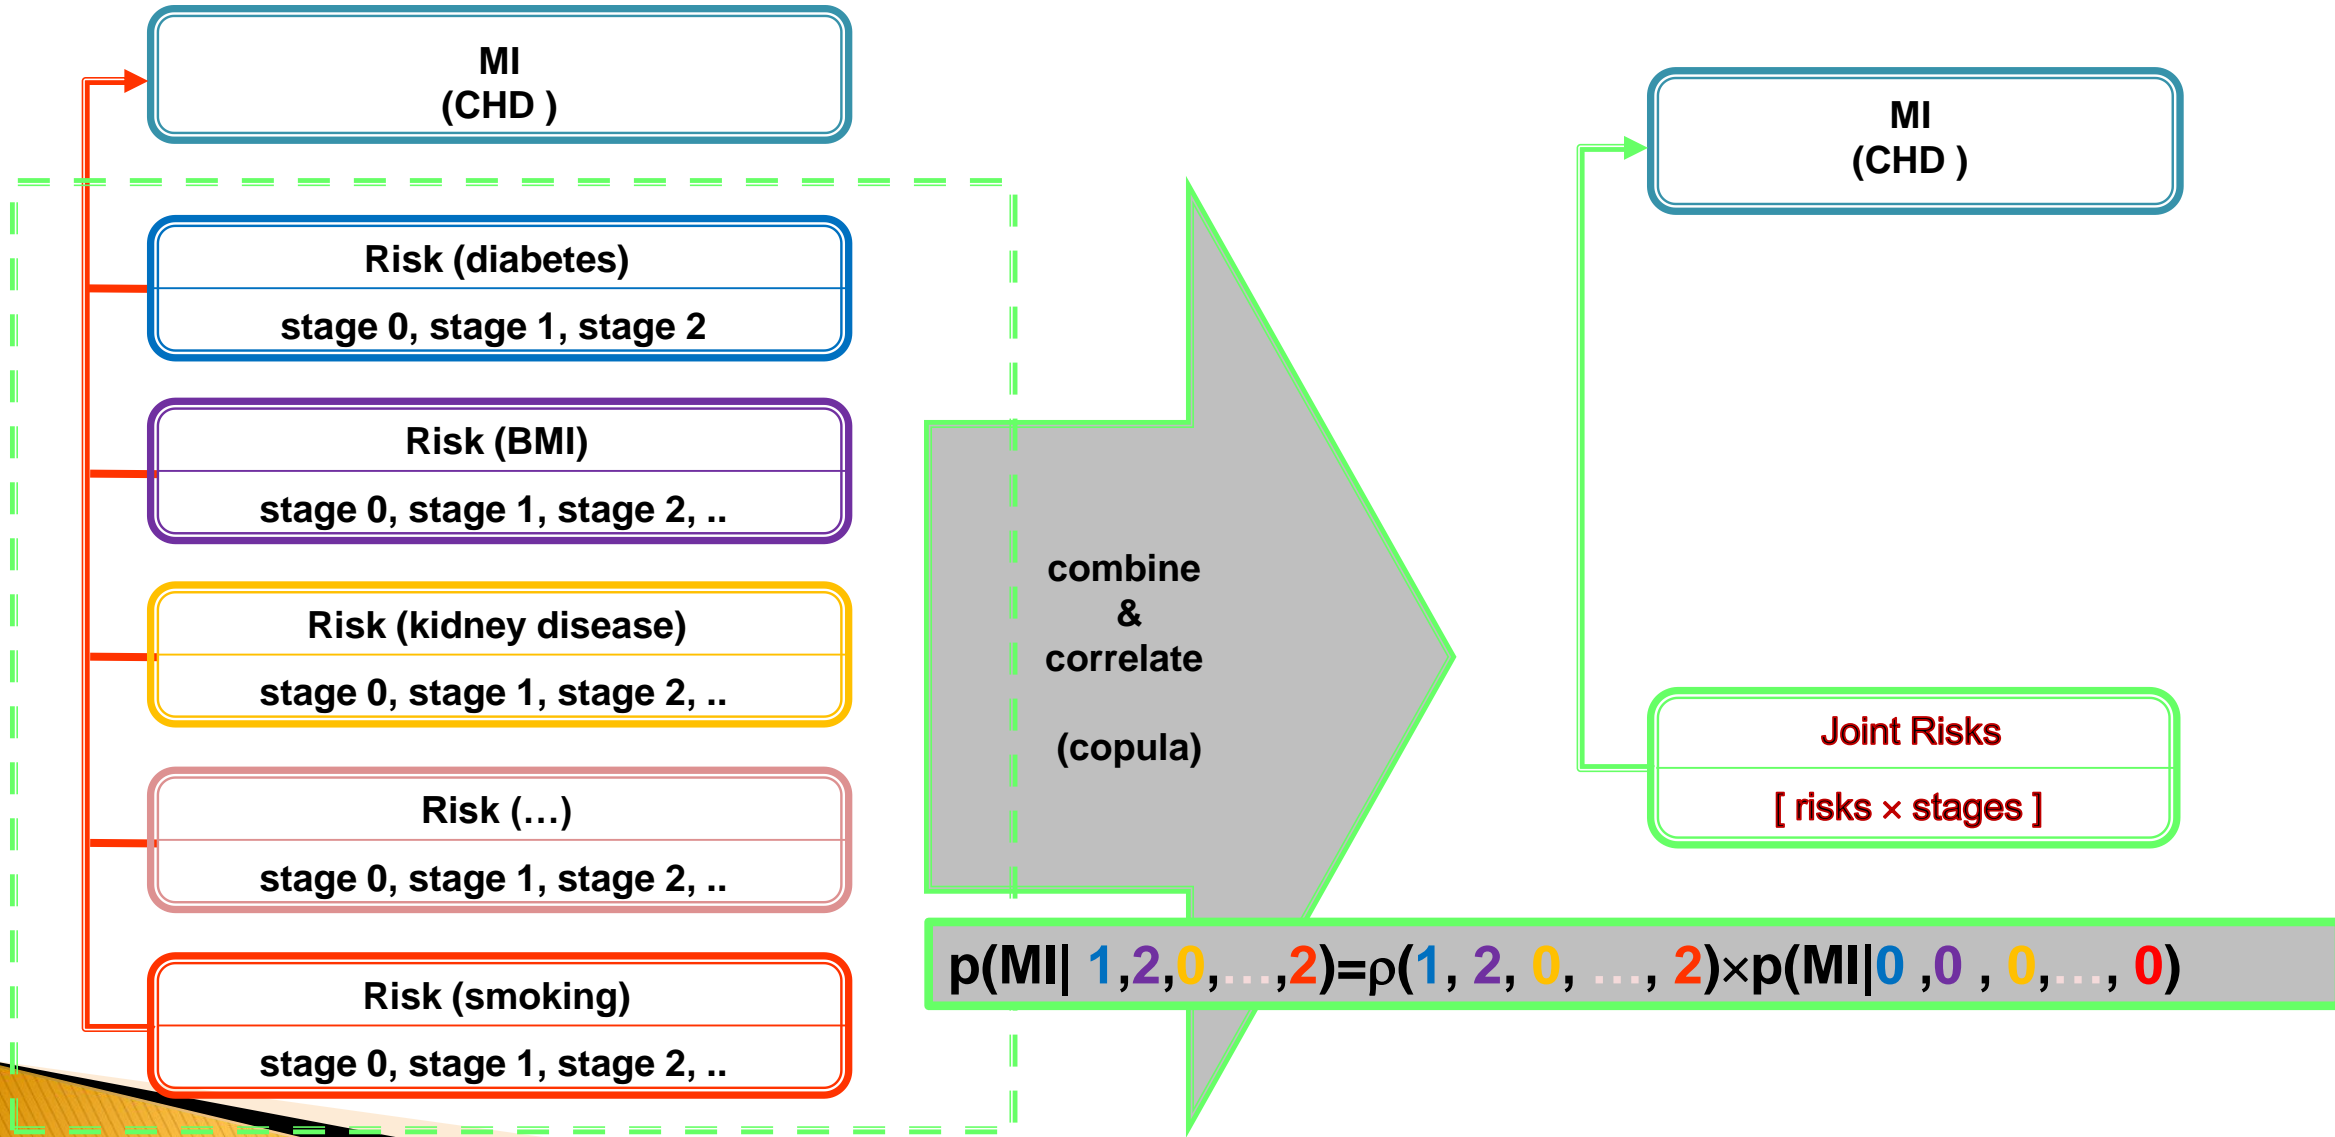 MI
(CHD )
Risk (diabetes)
stage 0, stage 1, stage 2
Risk (BMI)
stage 0, stage 1, stage 2, ..
Risk (kidney disease)
stage 0, stage 1, stage 2, ..
Risk (…)
stage 0, stage 1, stage 2, ..
Risk (smoking)
stage 0, stage 1, stage 2, ..
combine
&
correlate
(copula)
MI
(CHD )
Joint Risks
[ risks × stages ]
p(MI| 1,2,0,…,2)=ρ(1, 2, 0, …, 2)×p(MI|0 ,0 , 0,…, 0)